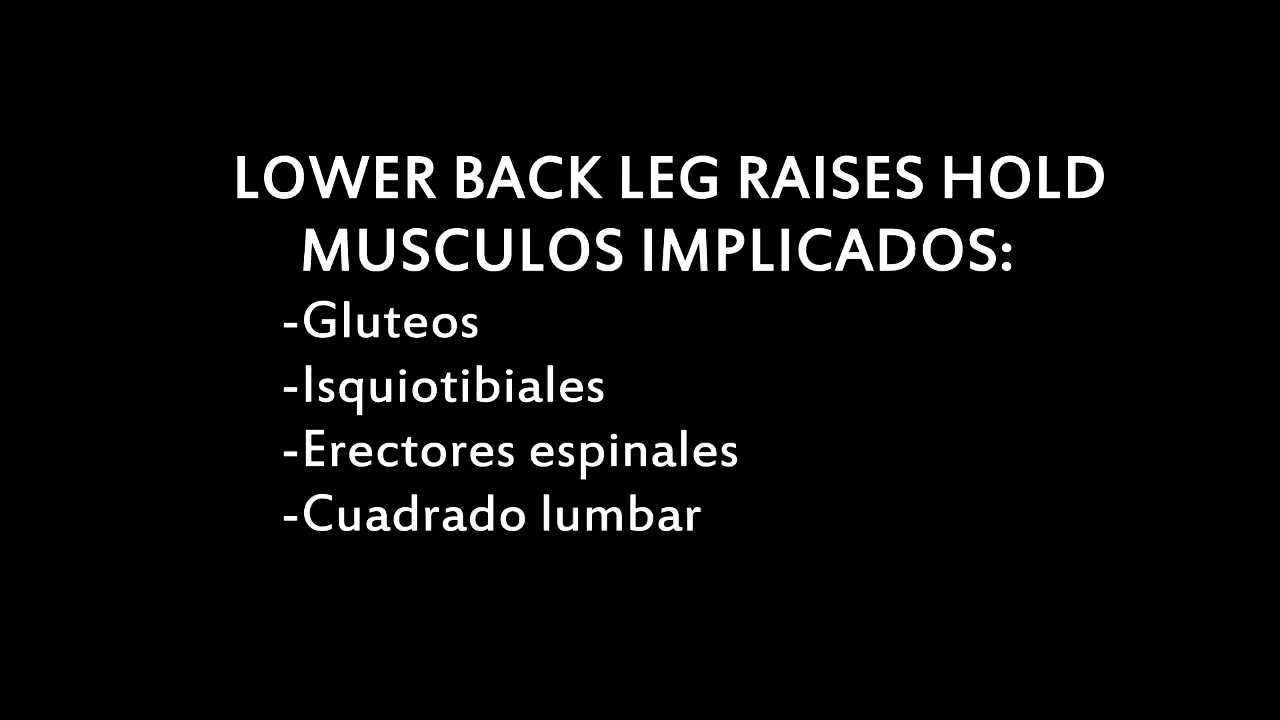 LOWER BACK LEG RAISES HOLD
MUSCULOS IMPLICADOS:
-Gluteos
-Isquiotibiales
-Erectores espinales
-Cuadrado lumbar